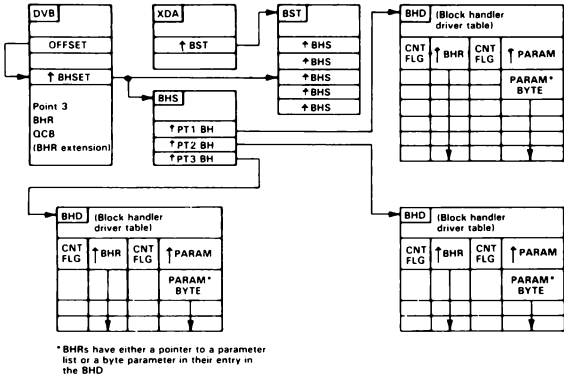 DVB
OFFSET
↑ BHSET
Point 3
BHR
QCB
(BHR extension)
XDA
↑ BST
BST
↑ BHS
↑ BHS
↑ BHS
↑ BHS
↑ BHS
BHS
↑ PT1 BH
↑ PT2 BH
↑ PT3 BH
BHD
(Block handler
driver table)
CNT FLG
↑ BHR
CNT FLG
↑ PARAM
PARAM*
BYTE
BHD
(Block handler
driver table)
CNT FLG
↑ BHR
CNT FLG
↑ PARAM
PARAM*
BYTE
BHD
(Block handler
driver table)
CNT FLG
↑ BHR
CNT FLG
↑ PARAM
PARAM*
BYTE
*BHRs have either a pointer to a parameter
list or a byte parameter in their entry in
the BHD